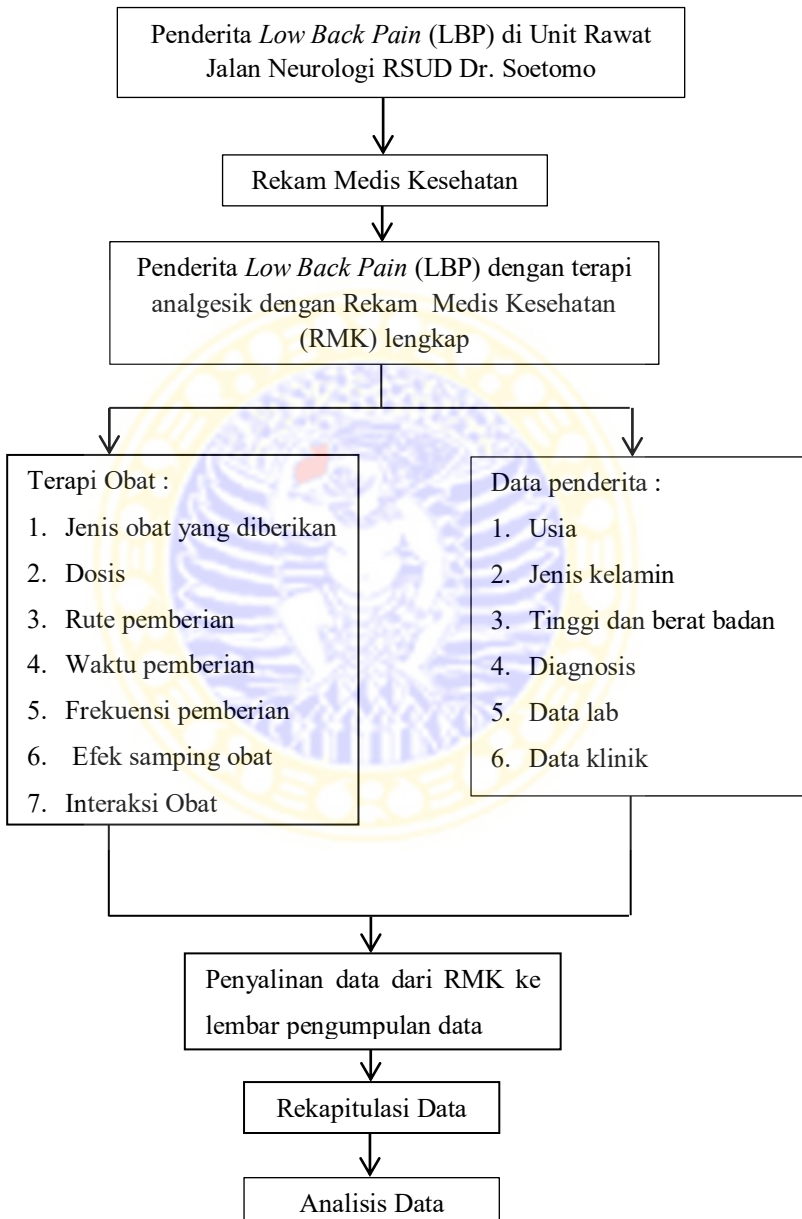 Penderita Low Back Pain (LBP) di Unit Rawat
Jalan Neurologi RSUD Dr. Soetomo
Rekam Medis Kesehatan
Penderita Low Back Pain (LBP) dengan terapi
analgesik dengan Rekam Medis Kesehatan
(RMK) lengkap
Terapi Obat :
1. Jenis obat yang diberikan
2. Dosis
3. Rute pemberian
4. Waktu pemberian
5. Frekuensi pemberian
6. Efek samping obat
7. Interaksi Obat
Data penderita :
1. Usia
2. Jenis kelamin
3. Tinggi dan berat badan
4. Diagnosis
5. Data lab
6. Data klinik
Penyalinan data dari RMK ke
lembar pengumpulan data
Rekapitulasi Data
Analisis Data